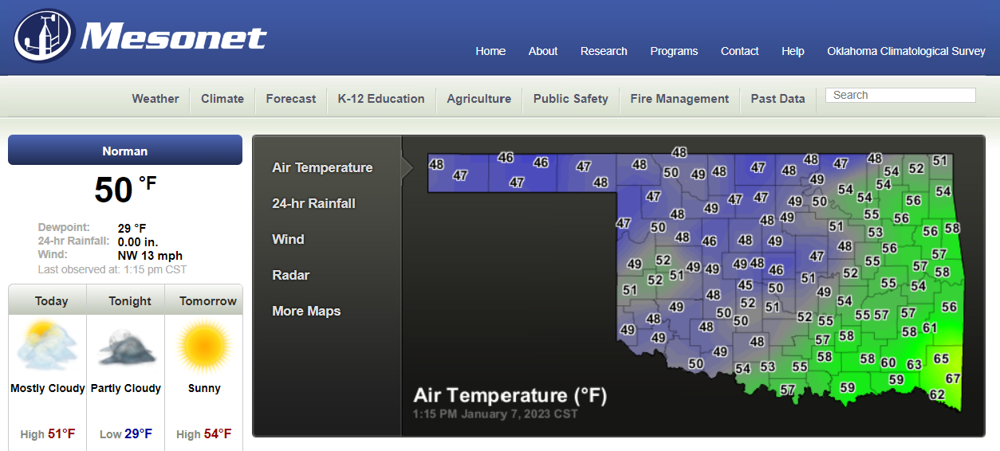 Mesonet
Home About Research Programs Contact Help Oklahoma Climatological Survey
Weather Climate Forecast K-12 Education Agriculture Public Safety Fire Management Past Data Search
Norman
50 °F
Dewpoint: 29 °F
24-hr Rainfall: 0.00 in.
Wind: NW 13 mph
Last observed at: 1:15 pm CST
Today Tonight Tomorrow
Mostly Cloudy Partly Cloudy Sunny
High 51°F Low 29°F High 54°F
Air Temperature
24-hr Rainfall
Wind
Radar
More Maps
48 47 46 47 46 47 48 48 48 50 49 48 47 48 48 47 48 54 52 51
47 49 47 47 49 49 50 54 54 54 56 54
47 50 48 48 49 51 55 56 53 56 58
48 46 48 49 47 48 56 55 57 57 58
49 52 51 52 51 49 49 49 48 46 51 52 55 54
48 45 50 49 54 56
49 48 50 52 51 50 52 55 55 57 57 58 61
49 49 48 49 48 57 58
50 54 53 55 58 58 60 63 65
57 59 59 62 67
Air Temperature (°F)
1:15 PM January 7, 2023 CST